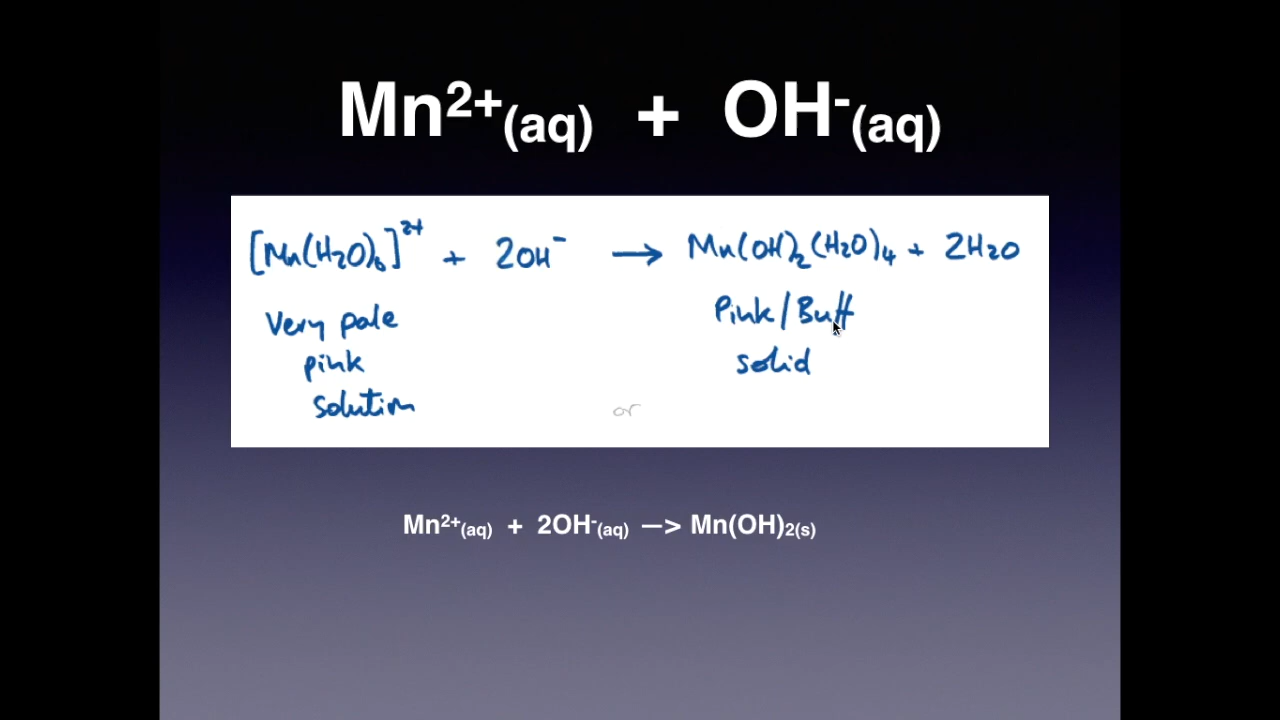 Mn²⁺(aq) + OH⁻(aq)
[Mn(H₂O)₆]²⁺ + 2OH⁻ ⟶ Mn(OH)₂(H₂O)₄ + 2H₂O
Very pale
pink
solution
Pink/Buff
solid
or
Mn²⁺(aq) + 2OH⁻(aq) —> Mn(OH)₂(s)